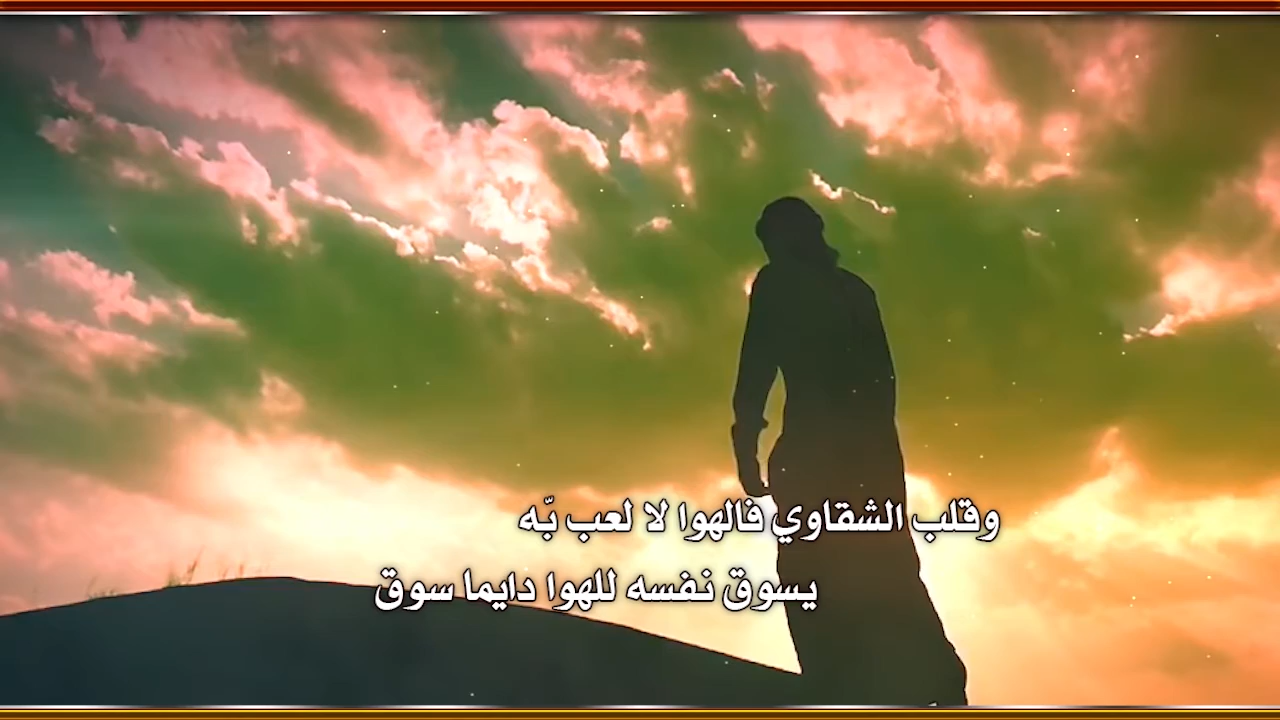 وقلب الشقاوي فالهوا لا لعب بّه
يسوق نفسه للهوا دايما سوق